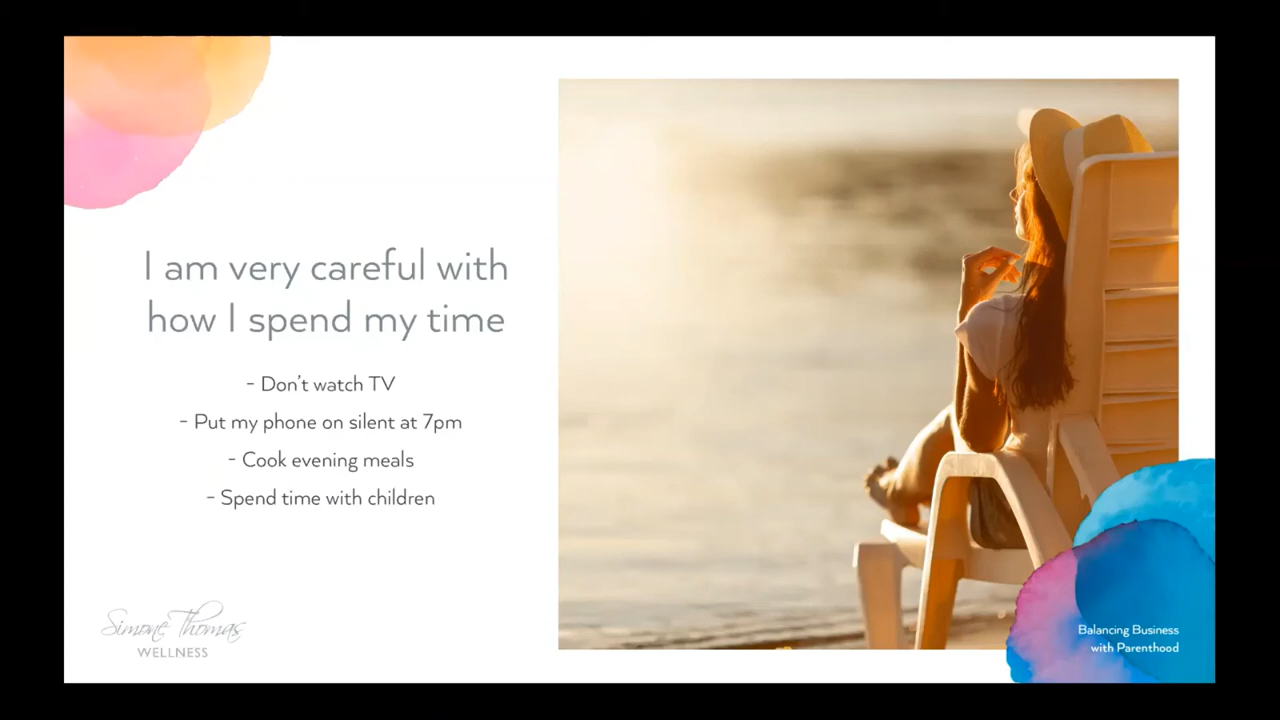 I am very careful with
how I spend my time
- Don't watch TV
- Put my phone on silent at 7pm
- Cook evening meals
- Spend time with children
Simone Thomas
WELLNESS
Balancing Business
with Parenthood